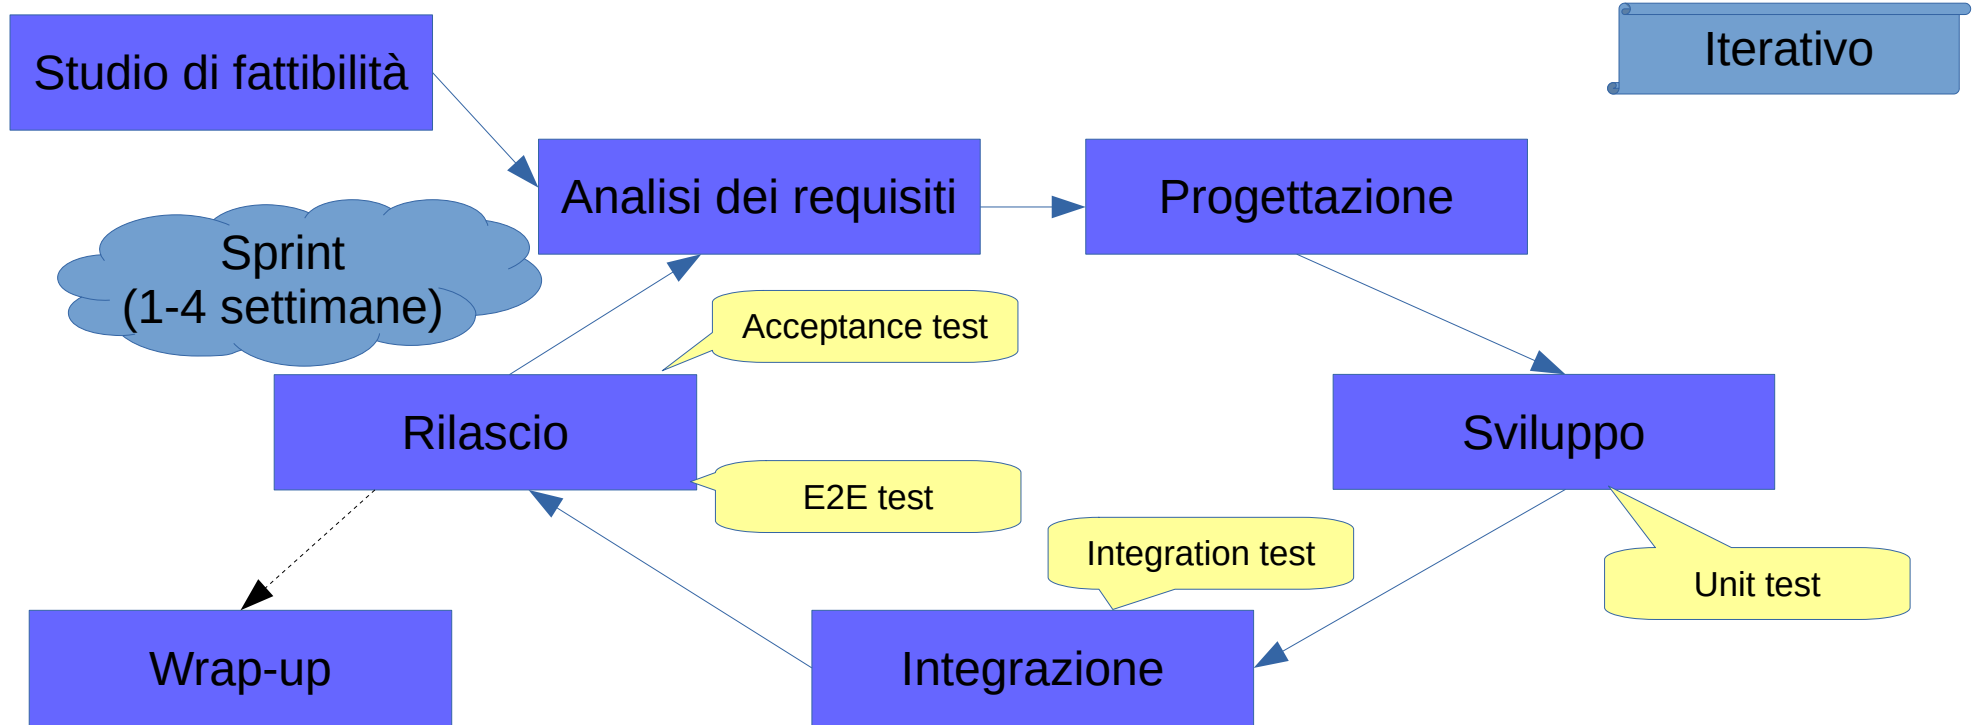 Studio di fattibilità
Iterativo
Analisi dei requisiti
Progettazione
Sprint
(1-4 settimane)
Acceptance test
Rilascio
Sviluppo
E2E test
Integration test
Unit test
Wrap-up
Integrazione